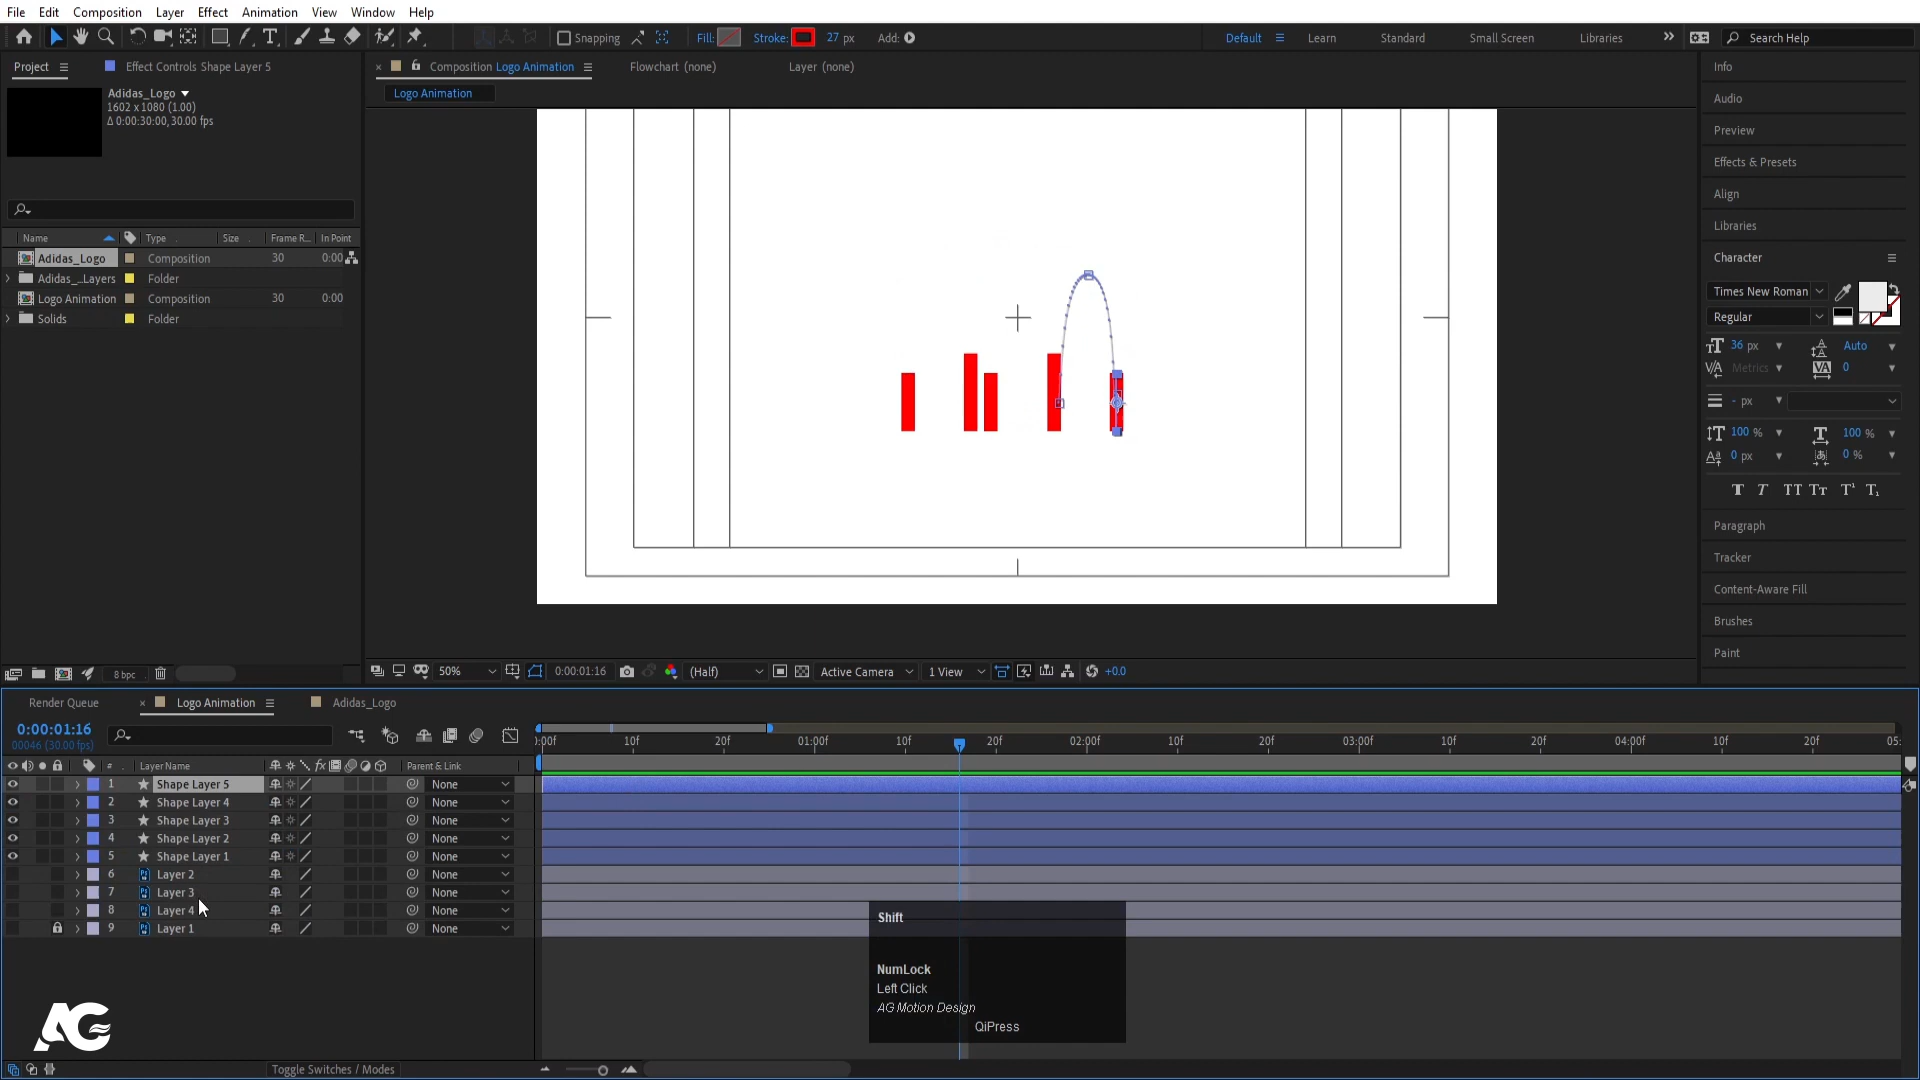 File Edit Composition Layer Effect Animation View Window Help
Snapping Fill: Stroke: 27 px Add: Default Learn Standard Small Screen Libraries Search Help
Project Effect Controls Shape Layer 5
Composition Logo Animation Flowchart (none) Layer (none)
Logo Animation
Adidas_Logo
1602 x 1080 (1.00)
Δ 0:00:30:00, 30.00 fps
Name Type Size Frame R... In Point
Adidas_Logo Composition 30 0:00
Adidas_...Layers Folder
Logo Animation Composition 30 0:00
Solids Folder
8 bpc
50% 0:00:01:16 (Half) Active Camera 1 View +0.0
Info
Audio
Preview
Effects & Presets
Align
Libraries
Character
Times New Roman
Regular
36 px Auto
Metrics 0
- px
100 % 100 %
0 px 0 %
T T TT Tt T¹ T₁
Paragraph
Tracker
Content-Aware Fill
Brushes
Paint
Render Queue Logo Animation Adidas_Logo
0:00:01:16
00046 (30.00 fps)
):00f 10f 20f 01:00f 10f 20f 02:00f 10f 20f 03:00f 10f 20f 04:00f 10f 20f 05:
# Layer Name fx Parent & Link
1 Shape Layer 5 None
2 Shape Layer 4 None
3 Shape Layer 3 None
4 Shape Layer 2 None
5 Shape Layer 1 None
6 Layer 2 None
7 Layer 3 None
8 Layer 4 None
9 Layer 1 None
Shift
NumLock
Left Click
AG Motion Design
QiPress
AG
Toggle Switches / Modes